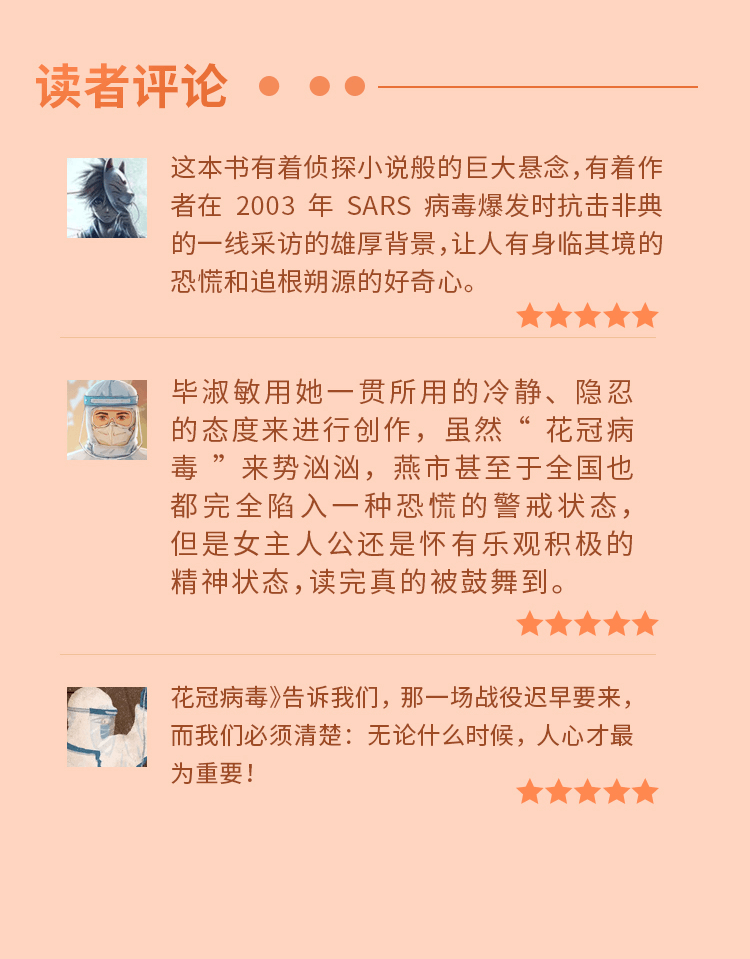 读者评论
这本书有着侦探小说般的巨大悬念,有着作
者在 2003 年 SARS 病毒爆发时抗击非典
的一线采访的雄厚背景,让人有身临其境的
恐慌和追根朔源的好奇心。
毕淑敏用她一贯所用的冷静、隐忍
的态度来进行创作，虽然“ 花冠病
毒 ”来势汹汹，燕市甚至于全国也
都完全陷入一种恐慌的警戒状态，
但是女主人公还是怀有乐观积极的
精神状态,读完真的被鼓舞到。
花冠病毒》告诉我们，那一场战役迟早要来，
而我们必须清楚：无论什么时候，人心才最
为重要！